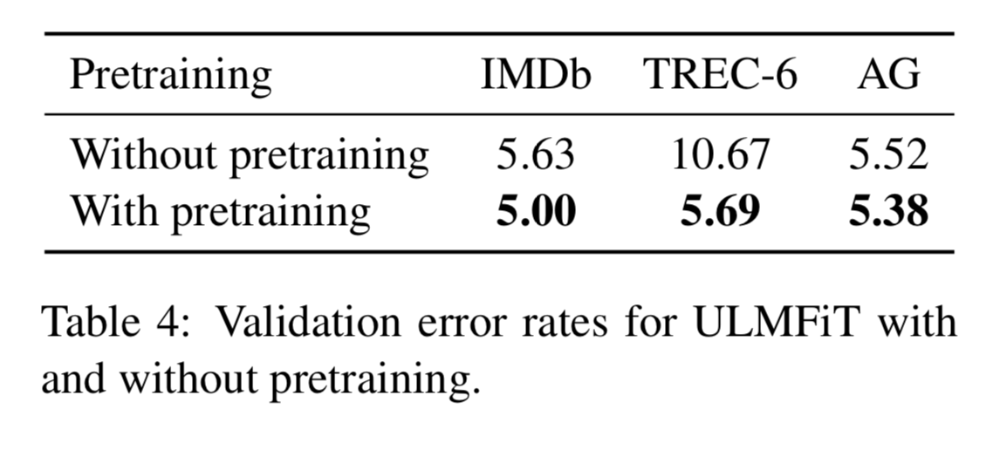 Pretraining IMDb TREC-6 AG
Without pretraining 5.63 10.67 5.52
With pretraining 5.00 5.69 5.38
Table 4: Validation error rates for ULMFiT with
and without pretraining.